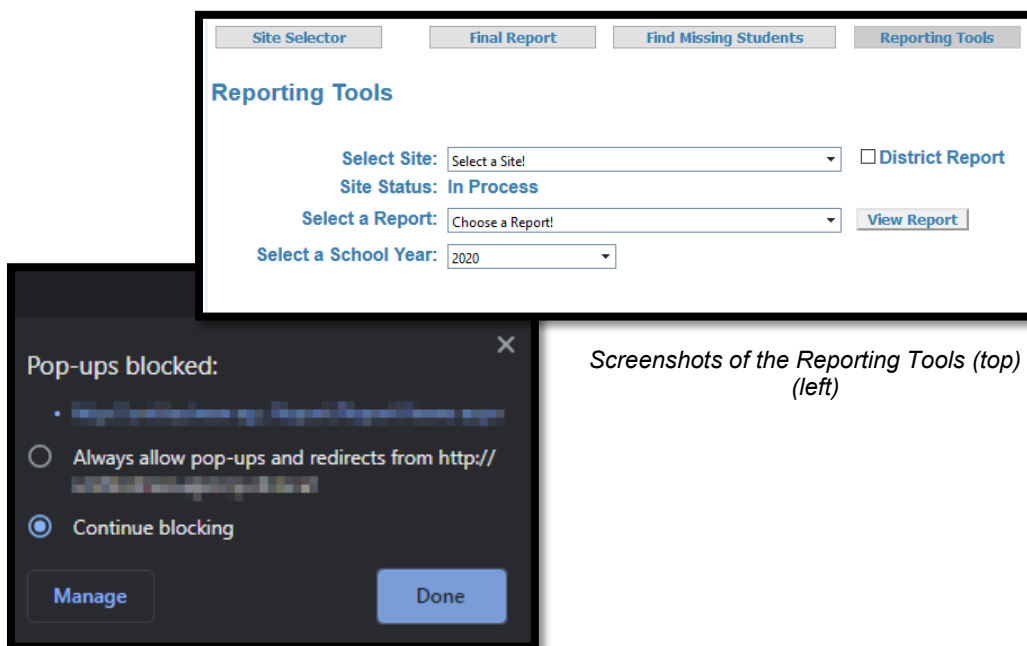 Site Selector Final Report Find Missing Students Reporting Tools
Reporting Tools
Select Site: Select a Site! District Report
Site Status: In Process
Select a Report: Choose a Report! View Report
Select a School Year: 2020
Pop-ups blocked:
Always allow pop-ups and redirects from http://
Continue blocking
Manage Done
Screenshots of the Reporting Tools (top)
(left)